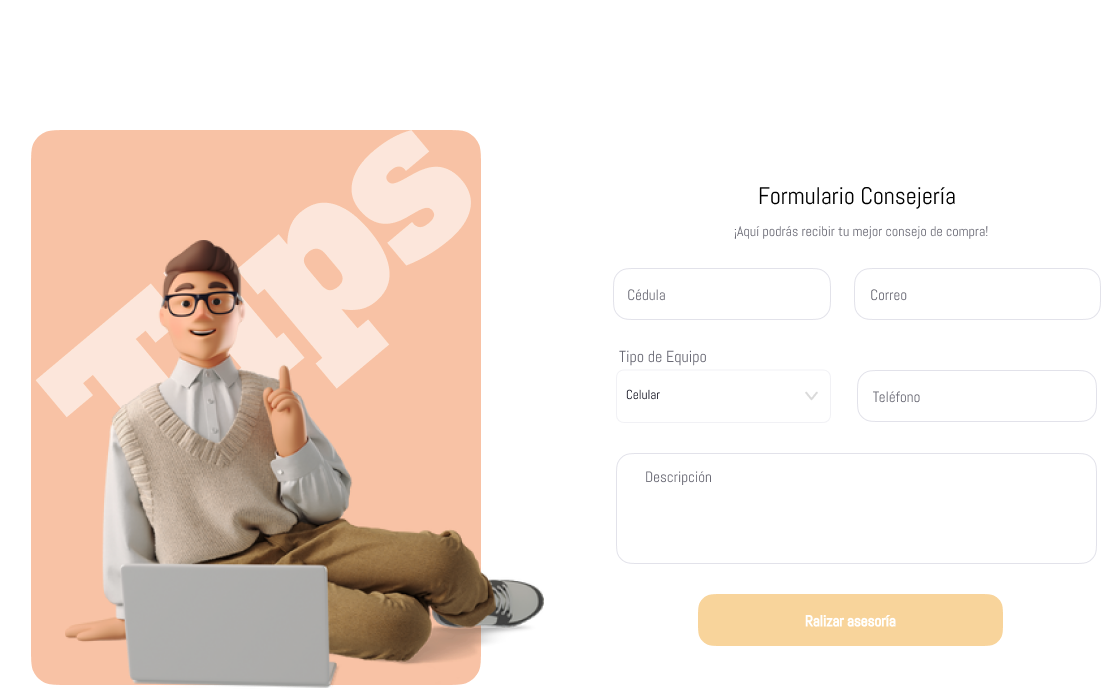 Tips
Formulario Consejería
¡Aquí podrás recibir tu mejor consejo de compra!
Cédula
Correo
Tipo de Equipo
Celular
Teléfono
Descripción
Ralizar asesoría